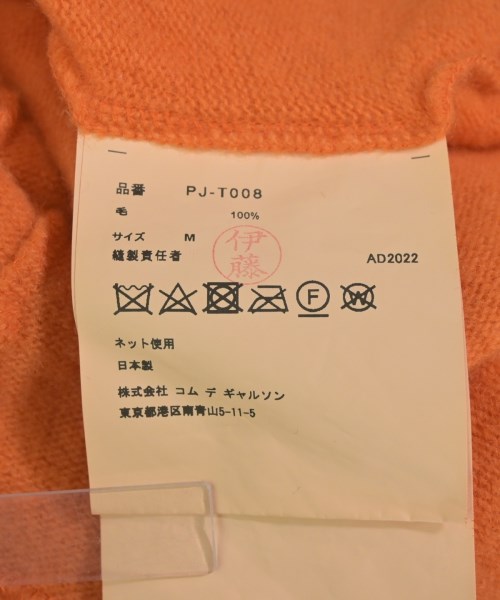 品番 PJ-T008
毛 100%
サイズ M
縫製責任者 伊藤 AD2022
F W
ネット使用
日本製
株式会社 コム デ ギャルソン
東京都港区南青山5-11-5